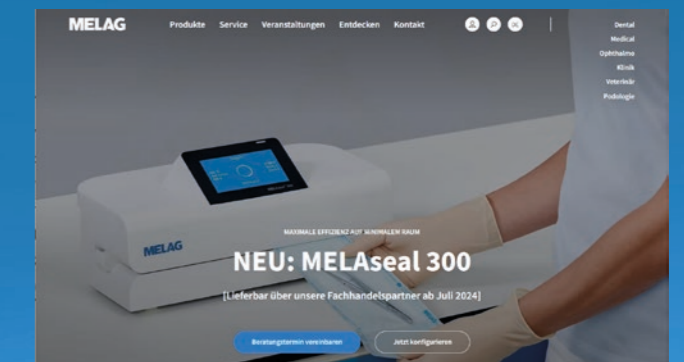 MELAG
Produkte Service Veranstaltungen Entdecken Kontakt
Dental
Medical
Ophthalmo
Klinik
Veterinär
Podologie
MELAG
MAXIMALE EFFIZIENZ AUF MINIMALEM RAUM
NEU: MELAseal 300
[Lieferbar über unsere Fachhandelspartner ab Juli 2024]
Beratungstermin vereinbaren
Jetzt konfigurieren